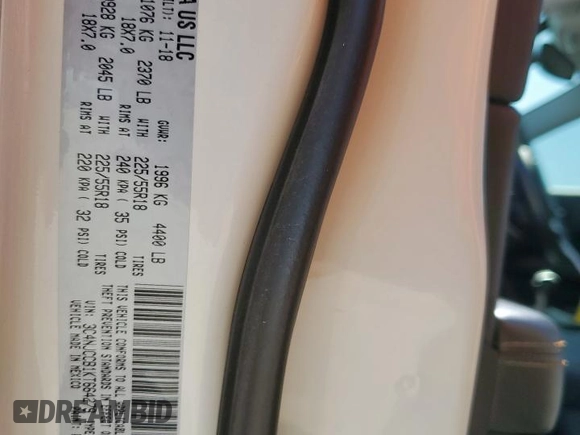 A US LLC
(LT): 11-18 GVWR: 1996 KG 4400 LB
1076 KG 2370 LB WITH 225/55R18 TIRES
18X7.0 RIMS AT 240 KPA ( 35 PSI) COLD
928 KG 2045 LB WITH 225/55R18 TIRES
18X7.0 RIMS AT 220 KPA ( 32 PSI) COLD
THIS VEHICLE CONFORMS TO ALL
THEFT PREVENTION STANDARDS IN
VIN:
VEHICLE MADE IN MEXICO
DREAMBID